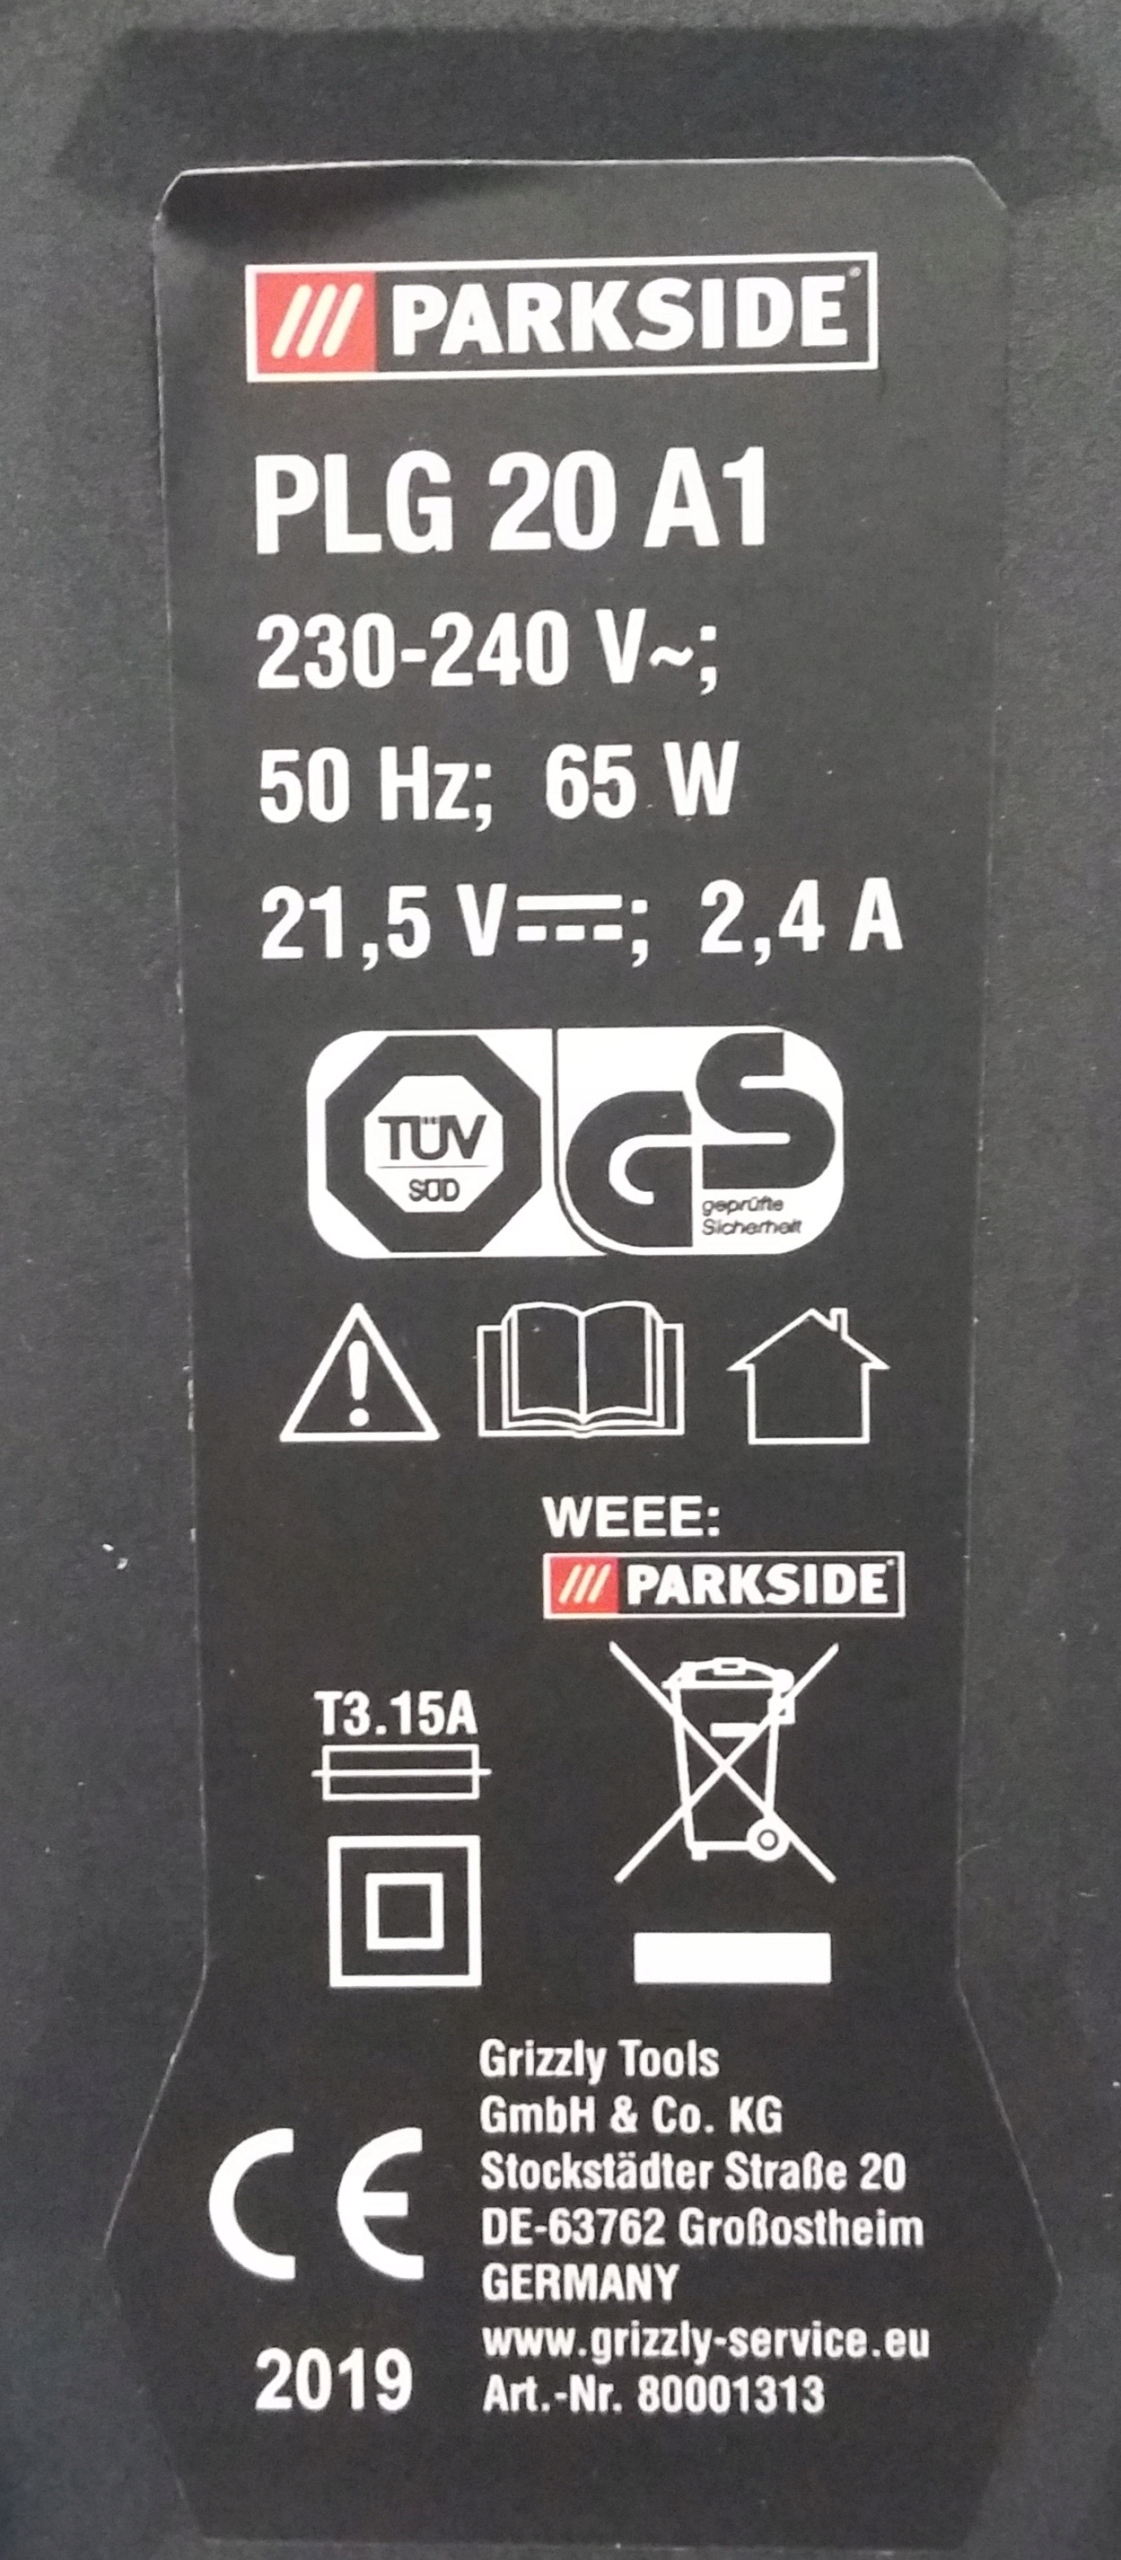 PARKSIDE®
PLG 20 A1
230-240 V~;
50 Hz; 65 W
21,5 V⎓; 2,4 A
TÜV
SÜD
GS
geprüfte
Sicherheit
WEEE:
PARKSIDE®
T3.15A
CE
2019
Grizzly Tools
GmbH & Co. KG
Stockstädter Straße 20
DE-63762 Großostheim
GERMANY
www.grizzly-service.eu
Art.-Nr. 80001313